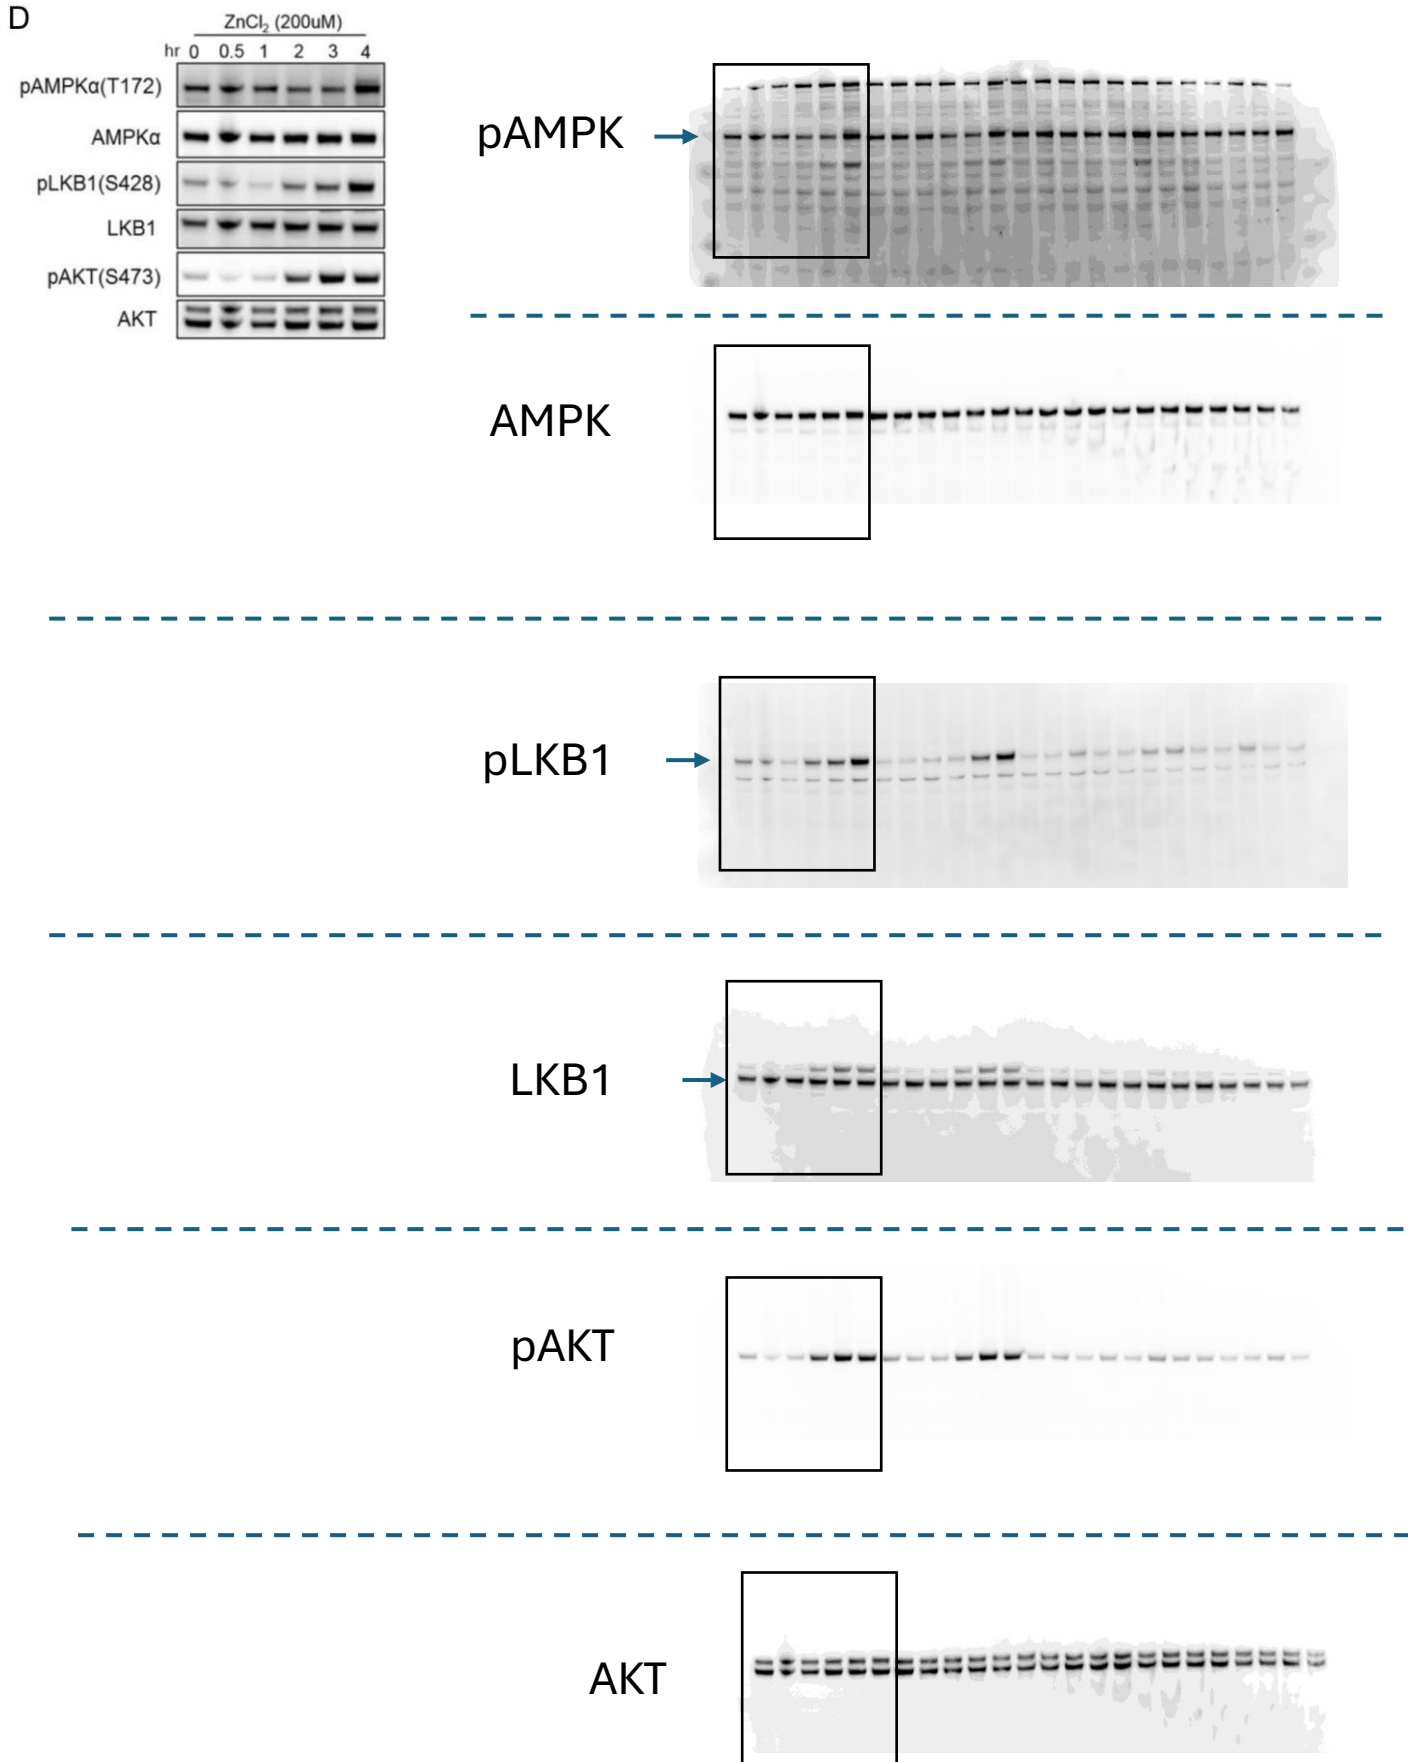 D
ZnCl₂ (200uM)
hr 0 0.5 1 2 3 4
pAMPKα(T172)
AMPKα
pLKB1(S428)
LKB1
pAKT(S473)
AKT
pAMPK
AMPK
pLKB1
LKB1
pAKT
AKT